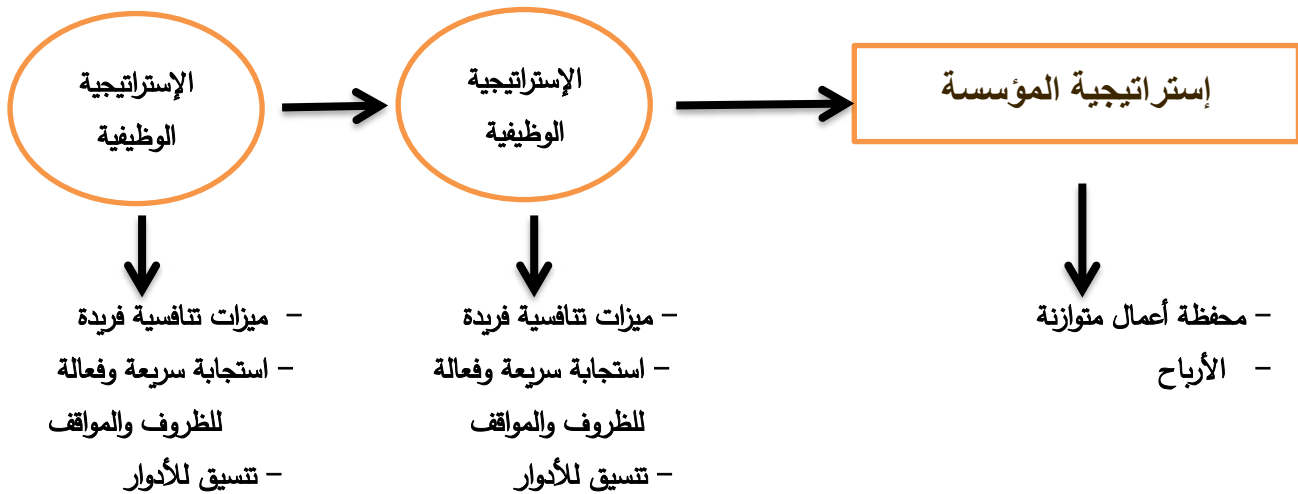 إستراتيجية المؤسسة
الإستراتيجية
الوظيفية
الإستراتيجية
الوظيفية
– محفظة أعمال متوازنة
– الأرباح
– ميزات تنافسية فريدة
– استجابة سريعة وفعالة
للظروف والمواقف
– تنسيق للأدوار
– ميزات تنافسية فريدة
– استجابة سريعة وفعالة
للظروف والمواقف
– تنسيق للأدوار